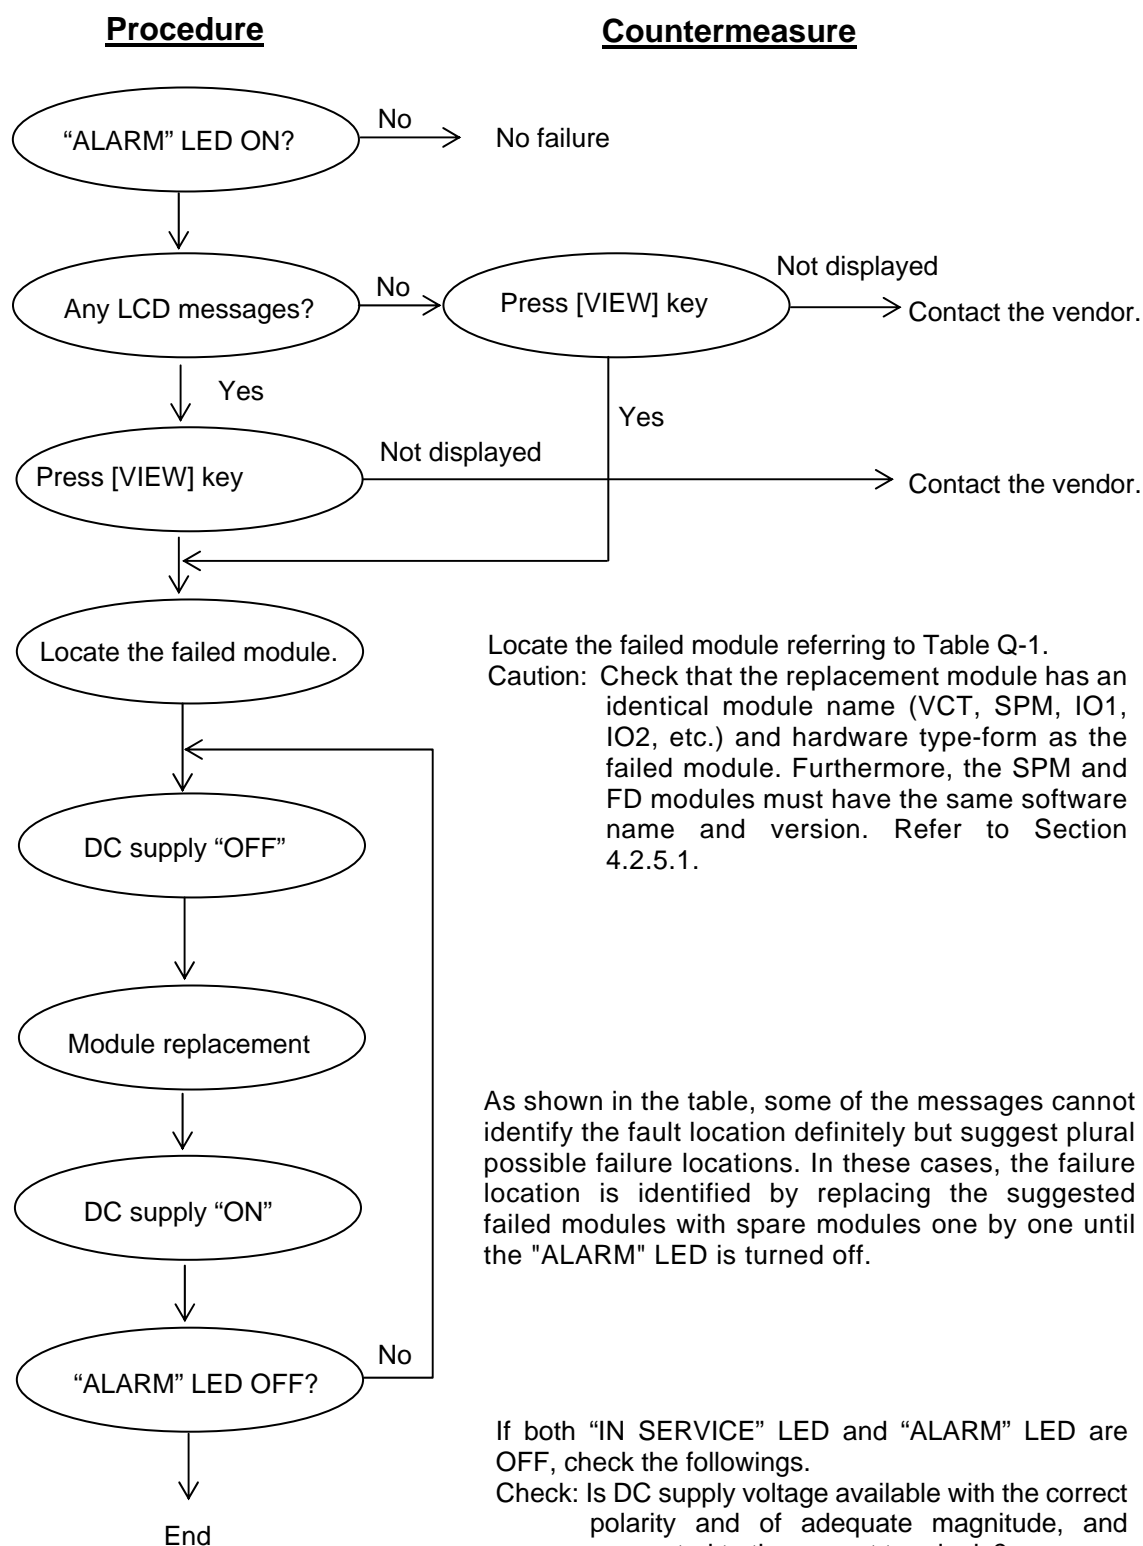 Procedure
Countermeasure
“ALARM” LED ON?
No
No failure
Any LCD messages?
No
Press [VIEW] key
Not displayed
Contact the vendor.
Yes
Yes
Press [VIEW] key
Not displayed
Contact the vendor.
Locate the failed module.
Locate the failed module referring to Table Q-1.
Caution: Check that the replacement module has an
identical module name (VCT, SPM, IO1,
IO2, etc.) and hardware type-form as the
failed module. Furthermore, the SPM and
FD modules must have the same software
name and version. Refer to Section
4.2.5.1.
DC supply “OFF”
Module replacement
As shown in the table, some of the messages cannot
identify the fault location definitely but suggest plural
possible failure locations. In these cases, the failure
location is identified by replacing the suggested
failed modules with spare modules one by one until
the "ALARM" LED is turned off.
DC supply “ON”
“ALARM” LED OFF?
No
If both “IN SERVICE” LED and “ALARM” LED are
OFF, check the followings.
Check: Is DC supply voltage available with the correct
polarity and of adequate magnitude, and
End